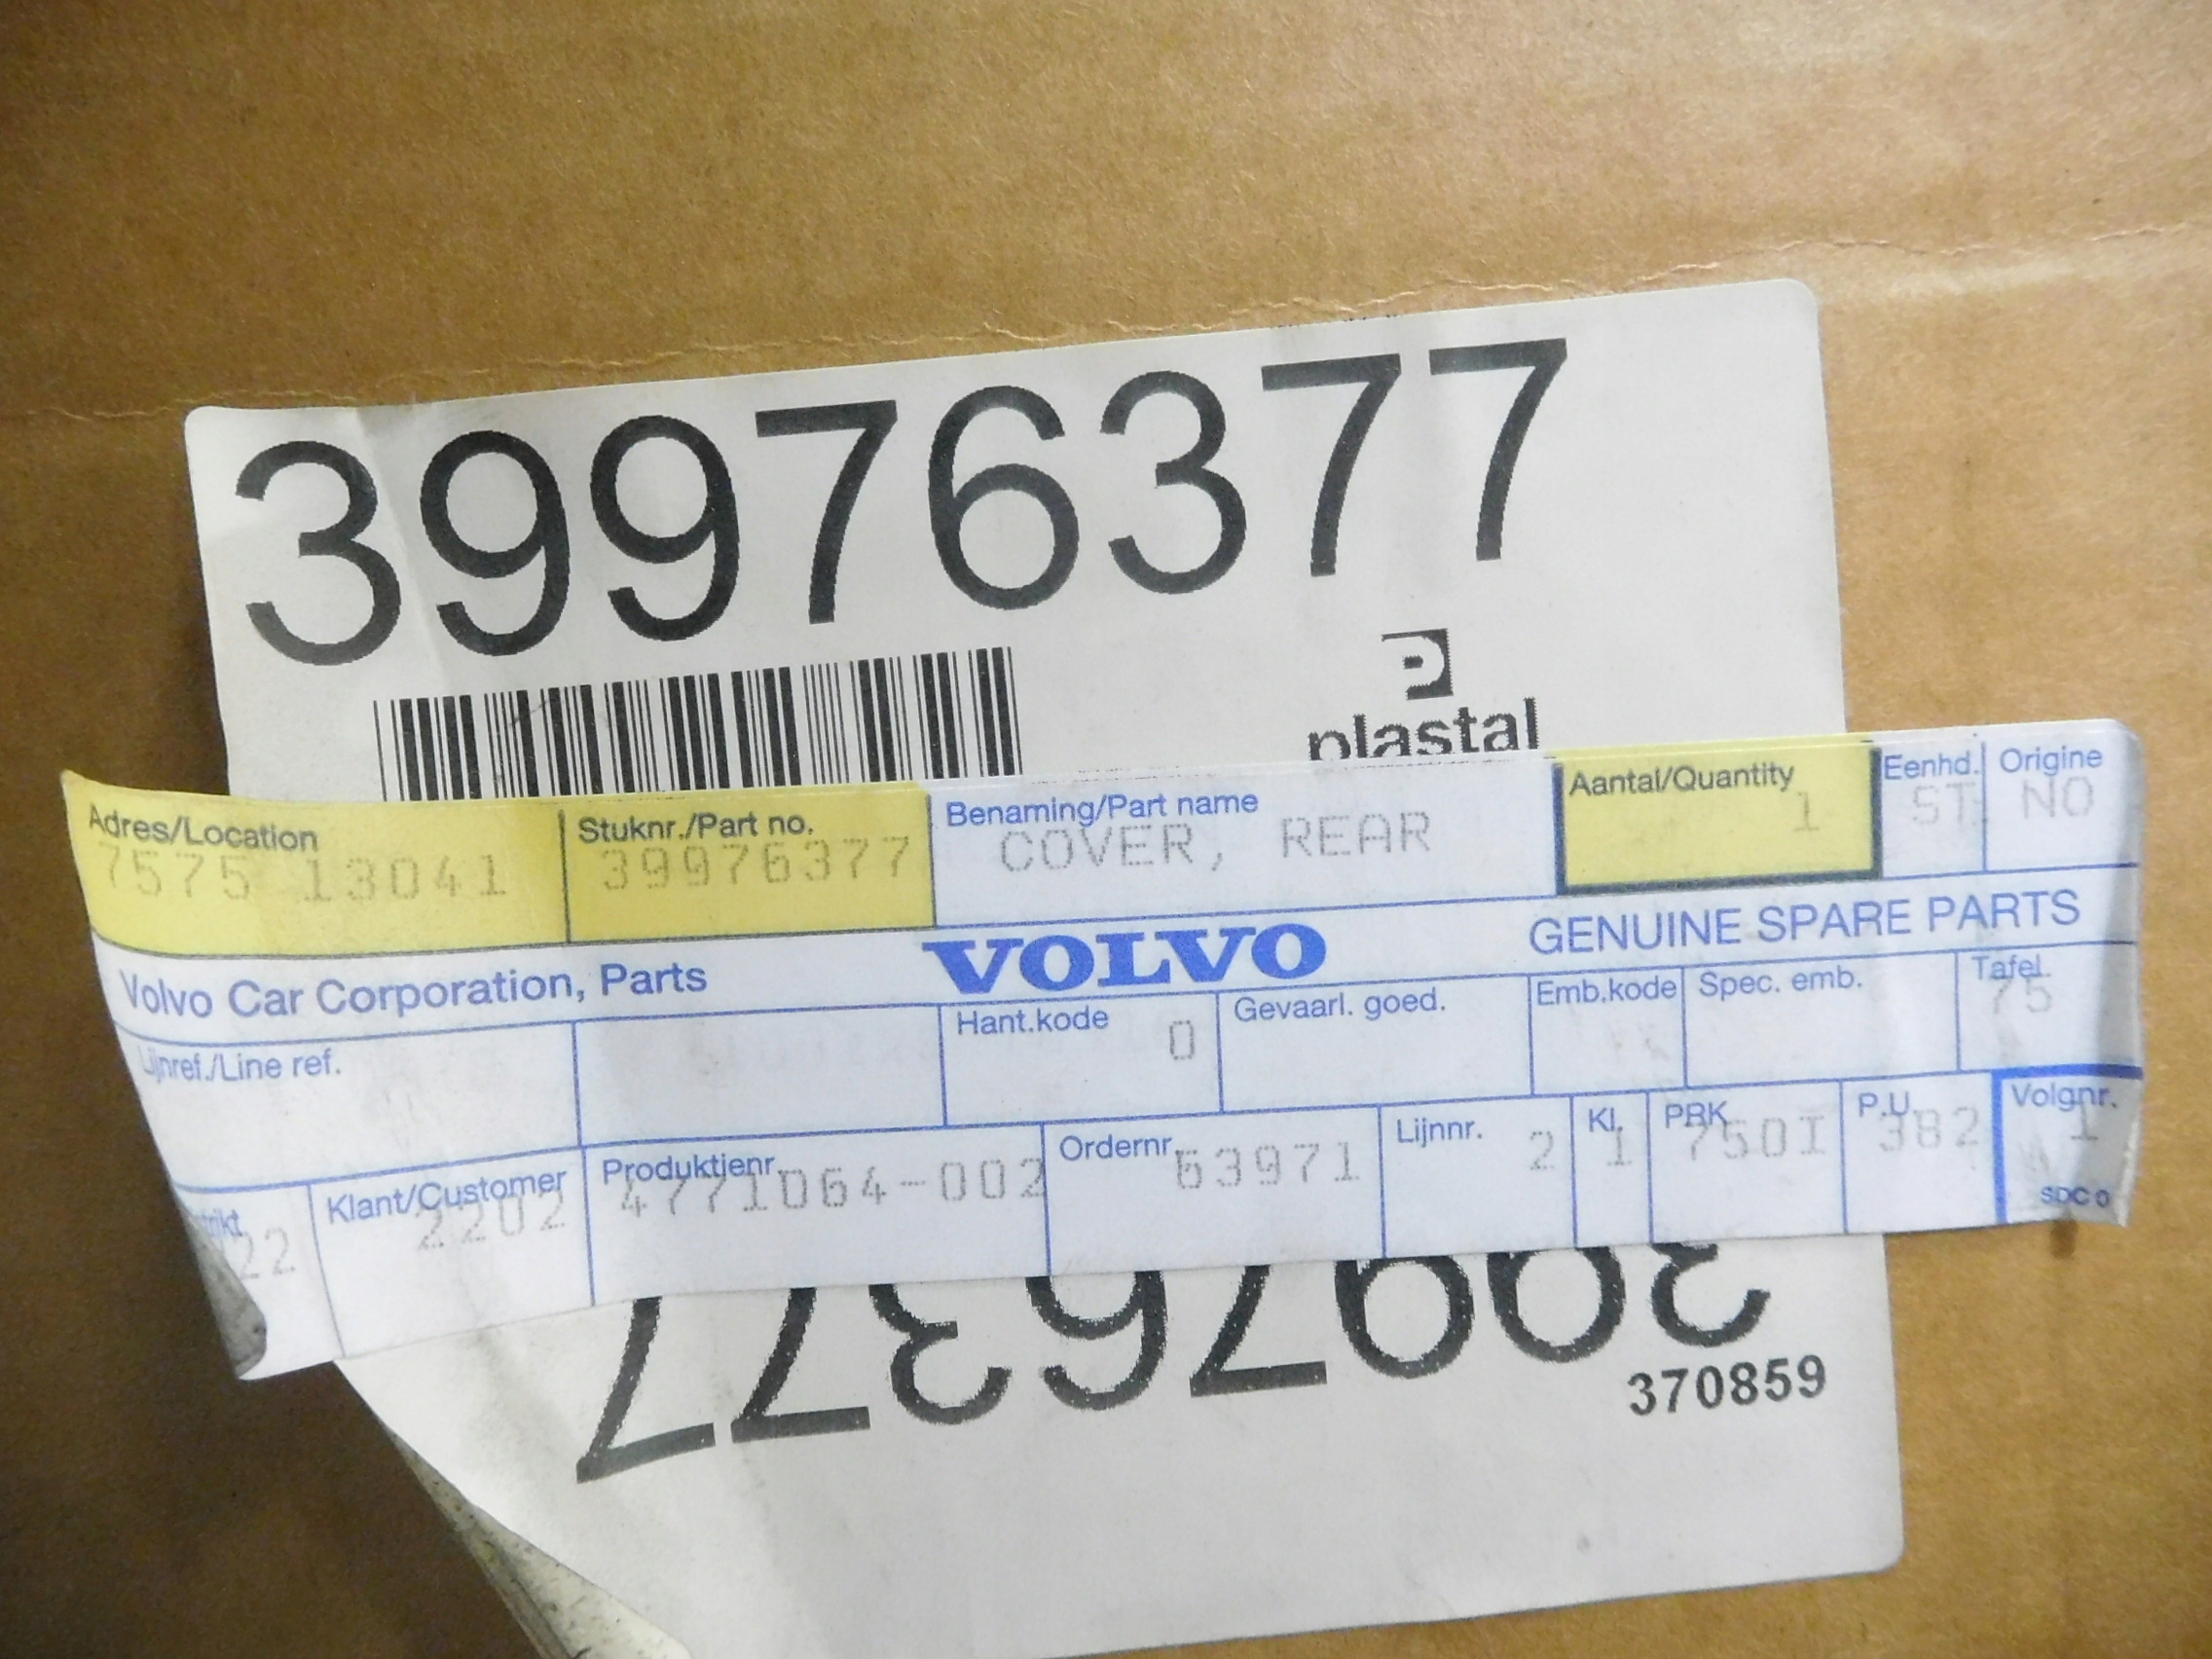 39976377
plastal
Adres/Location Stuknr./Part no. Benaming/Part name Aantal/Quantity Eenhd. Origine
7575 13041 39976377 COVER, REAR 1 ST NO
Volvo Car Corporation, Parts VOLVO GENUINE SPARE PARTS
Lijnref./Line ref. Hant.kode Gevaarl. goed. Emb.kode Spec. emb. Tafel
0 75
Klant/Customer Produktienr. Ordernr. Lijnnr. Kl. PRK P.U. Volgnr.
22 2202 4771064-002 63971 2 1 750I 382 1
SDC 0
39976377
370859